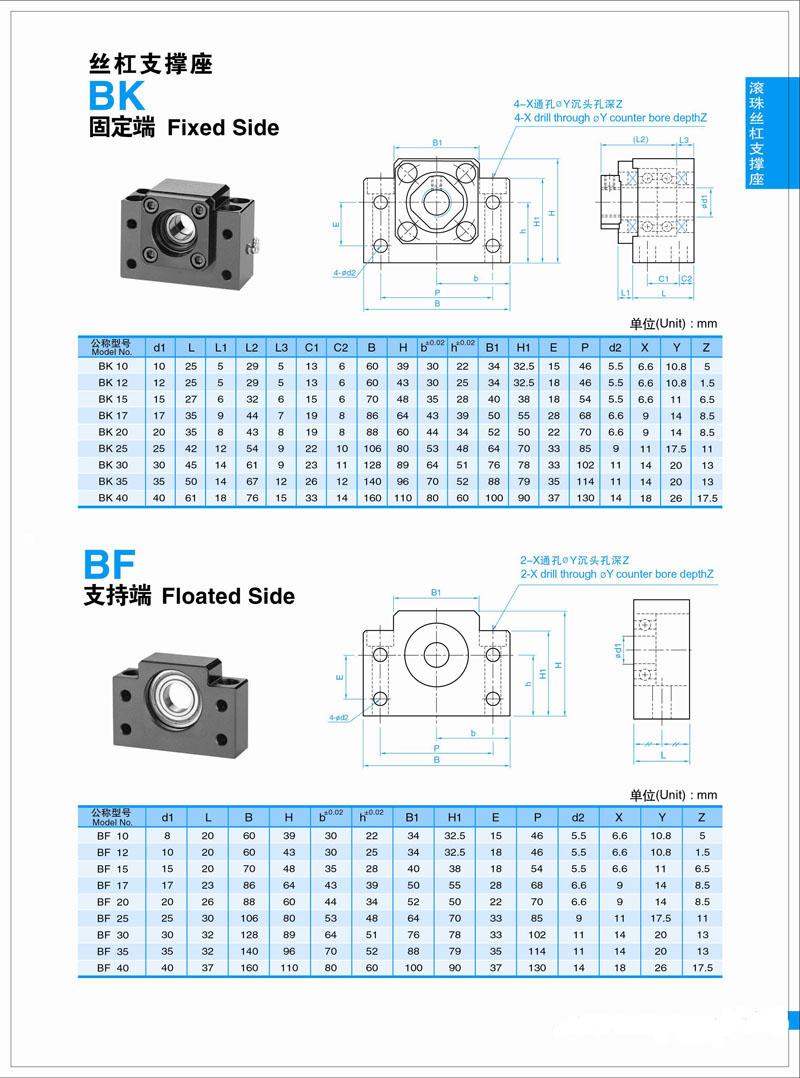 丝杠支撑座
BK
固定端 Fixed Side
滚珠丝杠支撑座
4-X通孔⌀Y沉头孔深Z
4-X drill through ⌀Y counter bore depthZ
B1
(L2) L3
E
h H1 H
⌀d1
4-⌀d2
b
P
B
C1 C2
L1 L
单位(Unit) : mm
公称型号 Model No. d1 L L1 L2 L3 C1 C2 B H b±0.02 h±0.02 B1 H1 E P d2 X Y Z
BK 10 10 25 5 29 5 13 6 60 39 30 22 34 32.5 15 46 5.5 6.6 10.8 5
BK 12 12 25 5 29 5 13 6 60 43 30 25 34 32.5 18 46 5.5 6.6 10.8 1.5
BK 15 15 27 6 32 6 15 6 70 48 35 28 40 38 18 54 5.5 6.6 11 6.5
BK 17 17 35 9 44 7 19 8 86 64 43 39 50 55 28 68 6.6 9 14 8.5
BK 20 20 35 8 43 8 19 8 88 60 44 34 52 50 22 70 6.6 9 14 8.5
BK 25 25 42 12 54 9 22 10 106 80 53 48 64 70 33 85 9 11 17.5 11
BK 30 30 45 14 61 9 23 11 128 89 64 51 76 78 33 102 11 14 20 13
BK 35 35 50 14 67 12 26 12 140 96 70 52 88 79 35 114 11 14 20 13
BK 40 40 61 18 76 15 33 14 160 110 80 60 100 90 37 130 14 18 26 17.5
BF
支持端 Floated Side
2-X通孔⌀Y沉头孔深Z
2-X drill through ⌀Y counter bore depthZ
B1
E
h H1 H
⌀d1
4-⌀d2
b
P
B
L
单位(Unit) : mm
公称型号 Model No. d1 L B H b±0.02 h±0.02 B1 H1 E P d2 X Y Z
BF 10 8 20 60 39 30 22 34 32.5 15 46 5.5 6.6 10.8 5
BF 12 10 20 60 43 30 25 34 32.5 18 46 5.5 6.6 10.8 1.5
BF 15 15 20 70 48 35 28 40 38 18 54 5.5 6.6 11 6.5
BF 17 17 23 86 64 43 39 50 55 28 68 6.6 9 14 8.5
BF 20 20 26 88 60 44 34 52 50 22 70 6.6 9 14 8.5
BF 25 25 30 106 80 53 48 64 70 33 85 9 11 17.5 11
BF 30 30 32 128 89 64 51 76 78 33 102 11 14 20 13
BF 35 35 32 140 96 70 52 88 79 35 114 11 14 20 13
BF 40 40 37 160 110 80 60 100 90 37 130 14 18 26 17.5